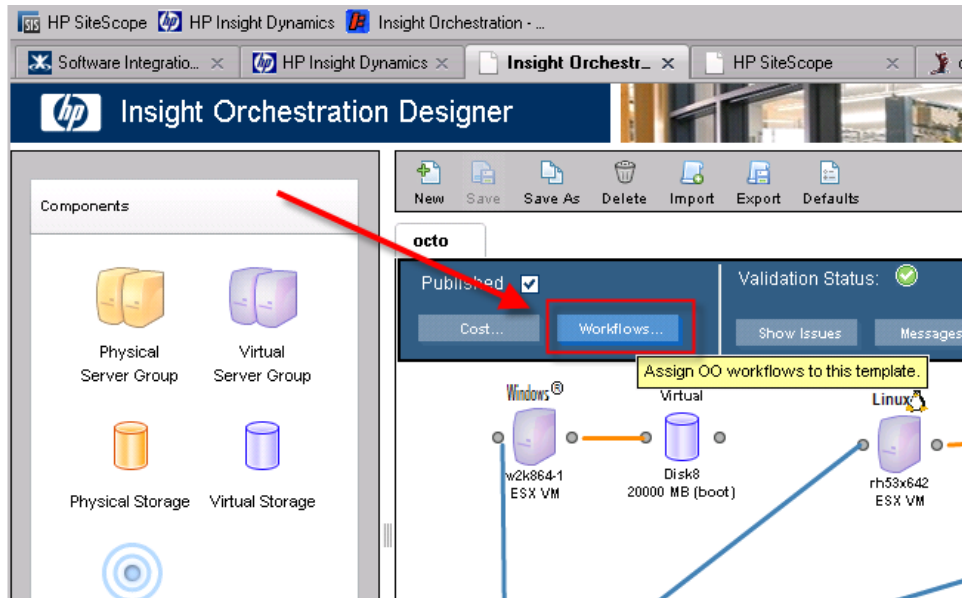 SIS HP SiteScope HP Insight Dynamics Insight Orchestration - ...
Software Integratio... × HP Insight Dynamics × Insight Orchestr... × HP SiteScope ×
hp Insight Orchestration Designer
New Save Save As Delete Import Export Defaults
Components
octo
Published
Validation Status:
Cost... Workflows... Show Issues Messages
Assign OO workflows to this template.
Physical
Server Group
Virtual
Server Group
Physical Storage
Virtual Storage
Windows®
w2k864-1
ESX VM
Virtual
Disk8
20000 MB (boot)
Linux
rh53x642
ESX VM